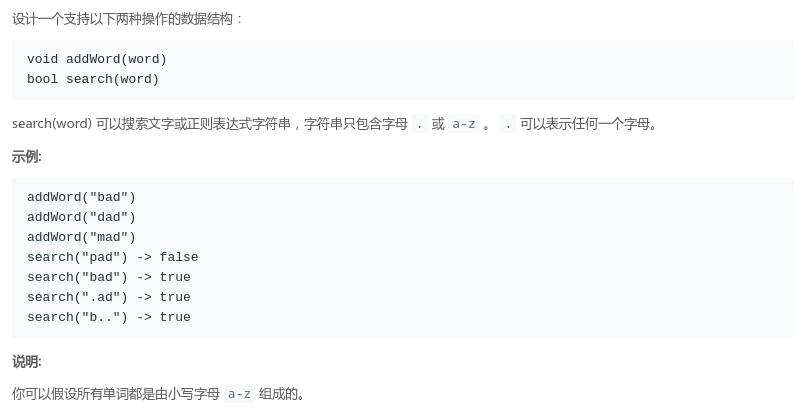 设计一个支持以下两种操作的数据结构：
void addWord(word)
bool search(word)
search(word) 可以搜索文字或正则表达式字符串，字符串只包含字母 . 或 a-z 。 . 可以表示任何一个字母。
示例:
addWord("bad")
addWord("dad")
addWord("mad")
search("pad") -> false
search("bad") -> true
search(".ad") -> true
search("b..") -> true
说明:
你可以假设所有单词都是由小写字母 a-z 组成的。